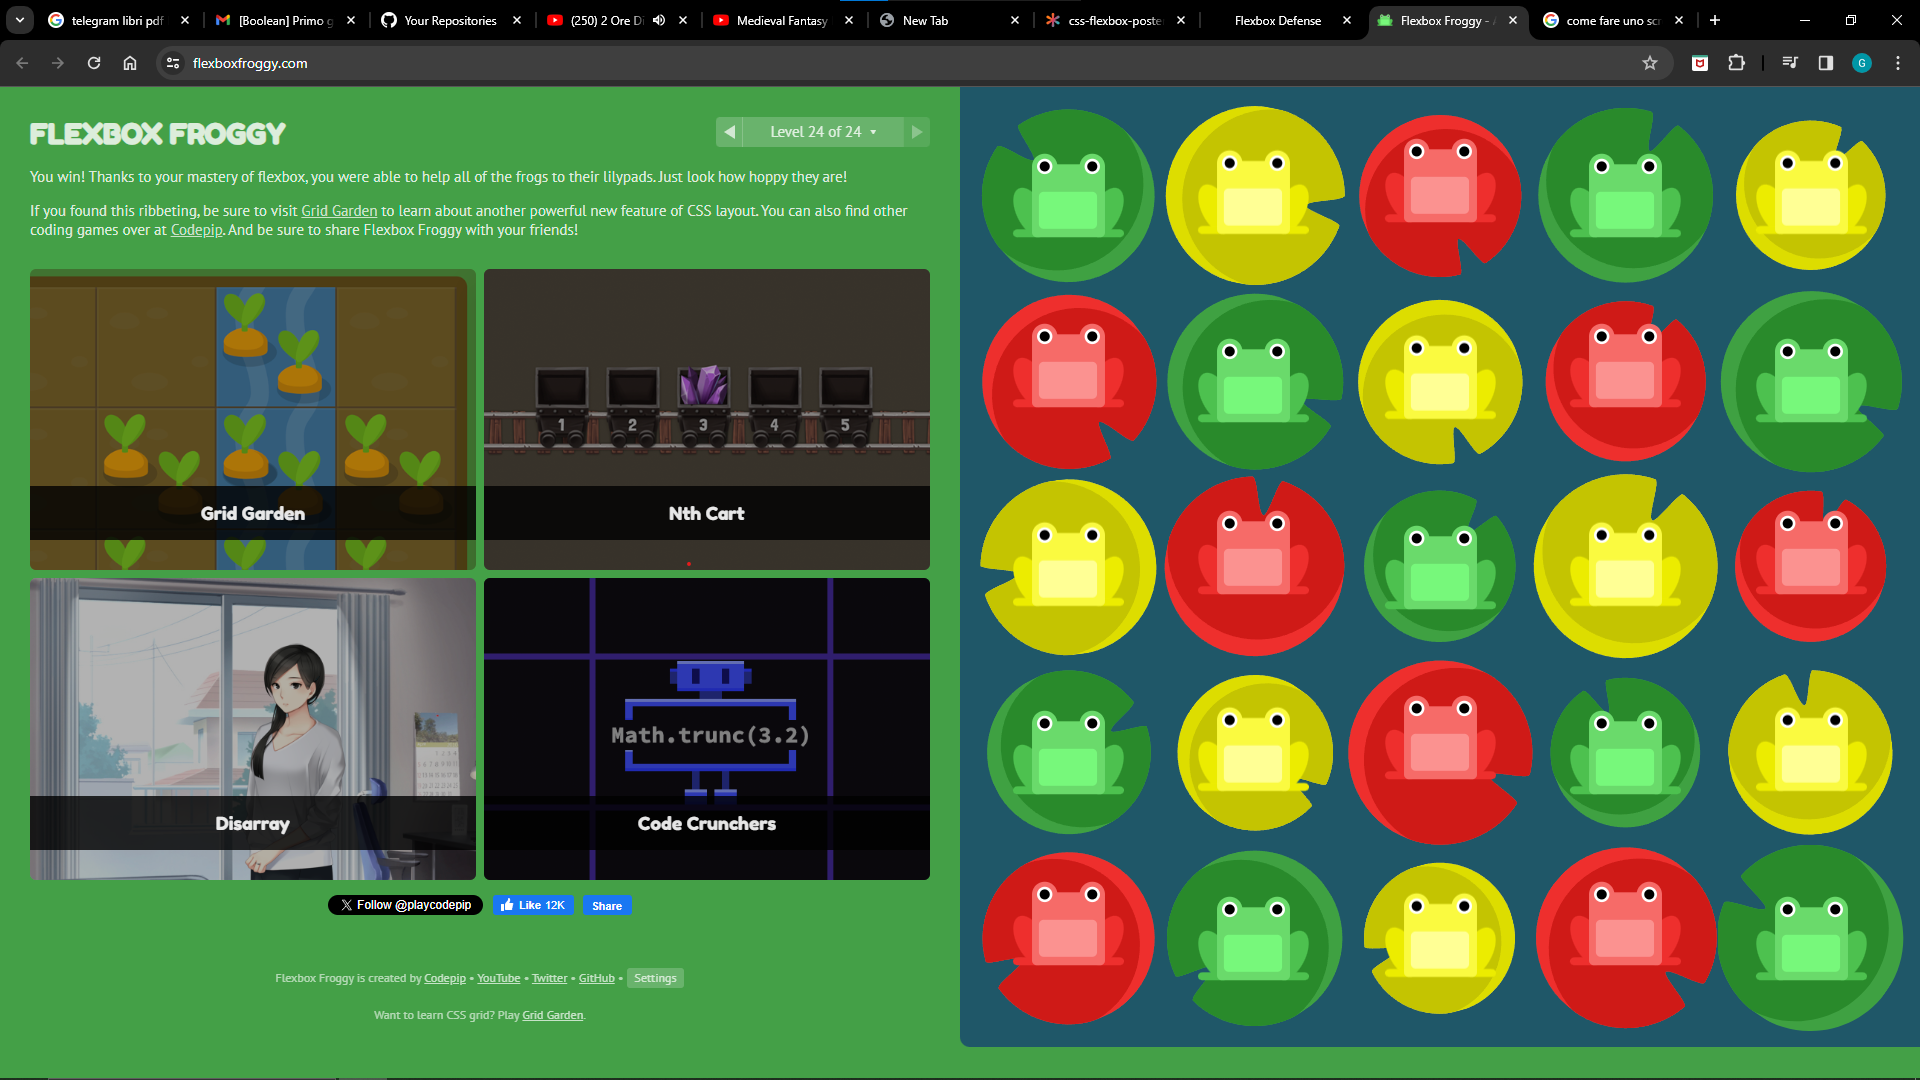 telegram libri pdf
[Boolean] Primo g
Your Repositories
(250) 2 Ore Di
Medieval Fantasy
New Tab
css-flexbox-poste
Flexbox Defense
Flexbox Froggy - A
come fare uno scr
flexboxfroggy.com
G
FLEXBOX FROGGY
Level 24 of 24
You win! Thanks to your mastery of flexbox, you were able to help all of the frogs to their lilypads. Just look how hoppy they are!
If you found this ribbeting, be sure to visit Grid Garden to learn about another powerful new feature of CSS layout. You can also find other
coding games over at Codepip. And be sure to share Flexbox Froggy with your friends!
1 2 3 4 5
Grid Garden
Nth Cart
Math.trunc(3.2)
Disarray
Code Crunchers
Follow @playcodepip
Like 12K
Share
Flexbox Froggy is created by Codepip • YouTube • Twitter • GitHub • Settings
Want to learn CSS grid? Play Grid Garden.